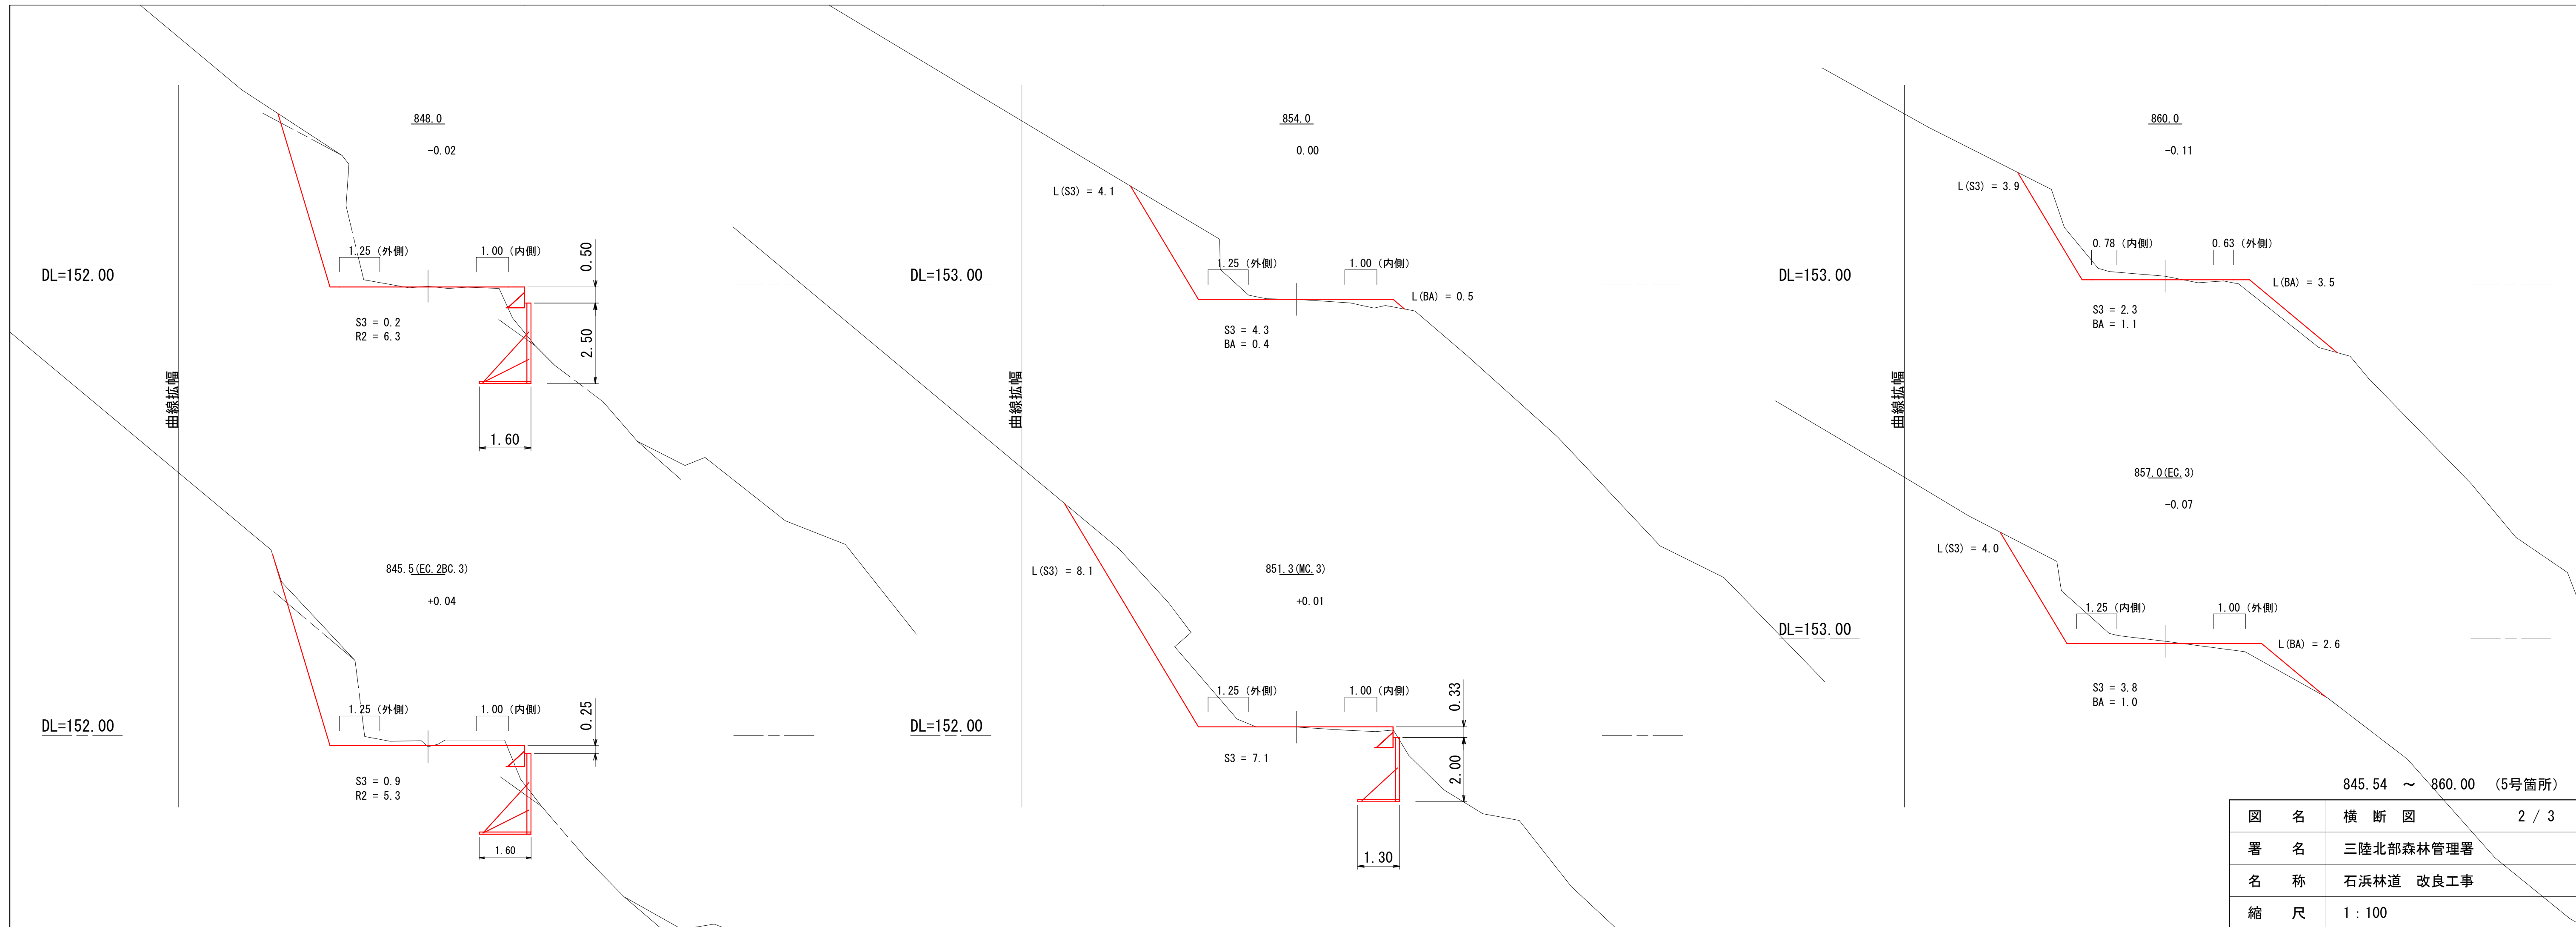 848.0
-0.02
1.25 (外側)
1.00 (内側)
0.50
DL=152.00
S3 = 0.2
R2 = 6.3
2.50
曲線拡幅
1.60
845.5(EC.2BC.3)
+0.04
1.25 (外側)
1.00 (内側)
0.25
DL=152.00
S3 = 0.9
R2 = 5.3
1.60
854.0
0.00
L(S3) = 4.1
1.25 (外側)
1.00 (内側)
DL=153.00
L(BA) = 0.5
S3 = 4.3
BA = 0.4
曲線拡幅
851.3(MC.3)
+0.01
L(S3) = 8.1
1.25 (外側)
1.00 (内側)
0.33
DL=152.00
S3 = 7.1
2.00
1.30
860.0
-0.11
L(S3) = 3.9
0.78 (内側)
0.63 (外側)
DL=153.00
L(BA) = 3.5
S3 = 2.3
BA = 1.1
曲線拡幅
857.0(EC.3)
-0.07
L(S3) = 4.0
1.25 (内側)
1.00 (外側)
DL=153.00
L(BA) = 2.6
S3 = 3.8
BA = 1.0
845.54 ～ 860.00 (5号箇所)
図 名 横 断 図 2 / 3
署 名 三陸北部森林管理署
名 称 石浜林道 改良工事
縮 尺 1 : 100